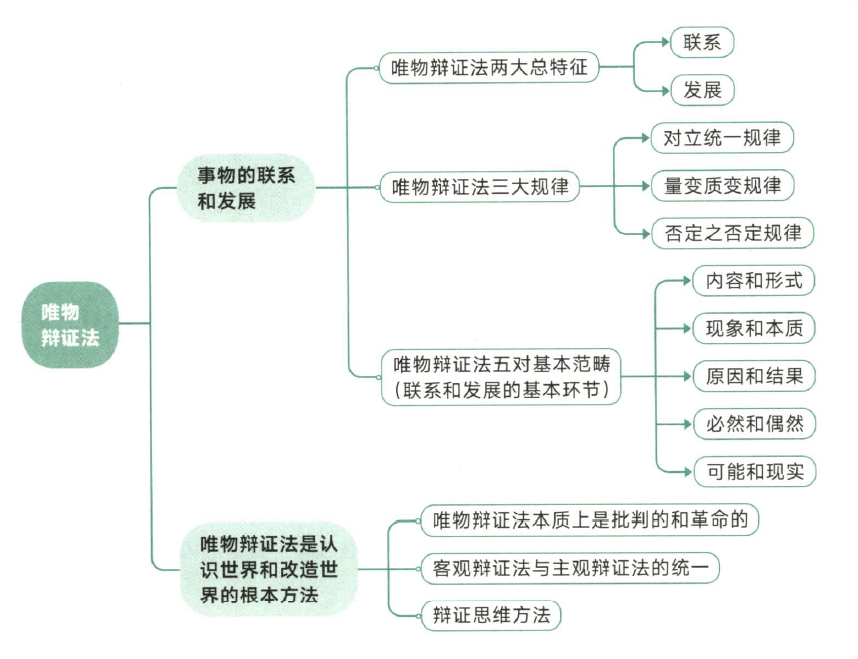 唯物
辩证法
事物的联系
和发展
唯物辩证法两大总特征
联系
发展
唯物辩证法三大规律
对立统一规律
量变质变规律
否定之否定规律
唯物辩证法五对基本范畴
（联系和发展的基本环节）
内容和形式
现象和本质
原因和结果
必然和偶然
可能和现实
唯物辩证法是认
识世界和改造世
界的根本方法
唯物辩证法本质上是批判的和革命的
客观辩证法与主观辩证法的统一
辩证思维方法